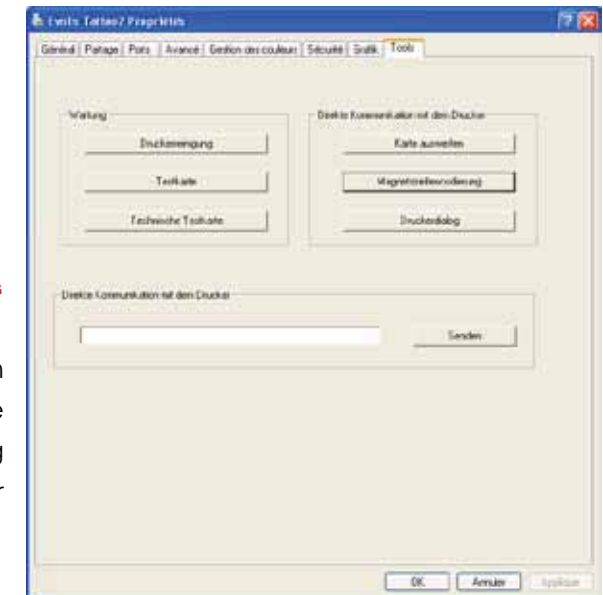 Evolis Tattoo2 Propriétés
Général Partage Ports Avancé Gestion des couleurs Sécurité Grafik Tools
Wartung
Druckerreinigung
Testkarte
Technische Testkarte
Direkte Kommunikation mit dem Drucker
Karte auswerfen
Magnetstreifencodierung
Druckerdialog
Direkte Kommunikation mit dem Drucker
Senden
OK Annuler Appliquer